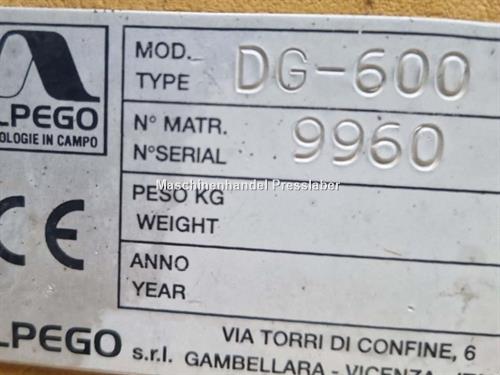 LPEGO
OLOGIE IN CAMPO
CE
MOD.
TYPE DG-600
N° MATR.
N°SERIAL 9960
Maschinenhandel Presslaber
PESO KG
WEIGHT
ANNO
YEAR
LPEGO
s.r.l.
VIA TORRI DI CONFINE, 6
GAMBELLARA - VICENZA